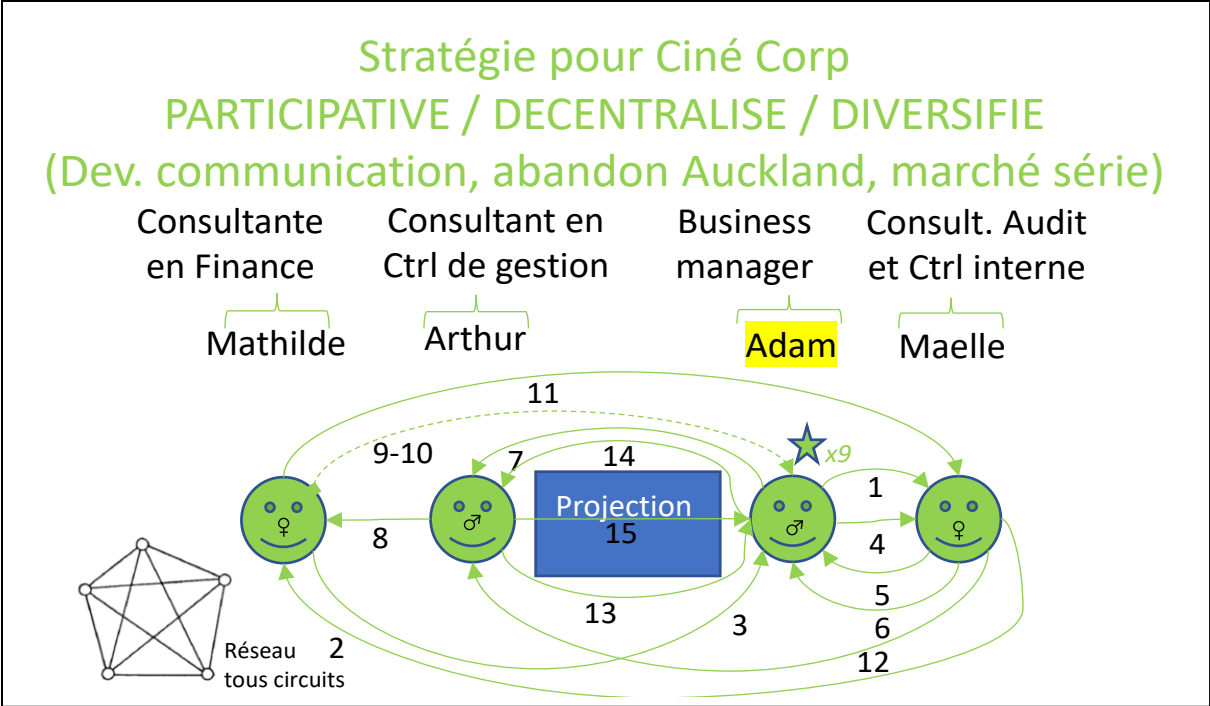 Stratégie pour Ciné Corp
PARTICIPATIVE / DECENTRALISE / DIVERSIFIE
(Dev. communication, abandon Auckland, marché série)
Consultante
en Finance
Consultant en
Ctrl de gestion
Business
manager
Consult. Audit
et Ctrl interne
Mathilde
Arthur
Adam
Maelle
11
9-10
7
14
x9
1
Projection
15
8
4
13
3
5
6
12
2
Réseau
tous circuits
♀
♂
♂
♀